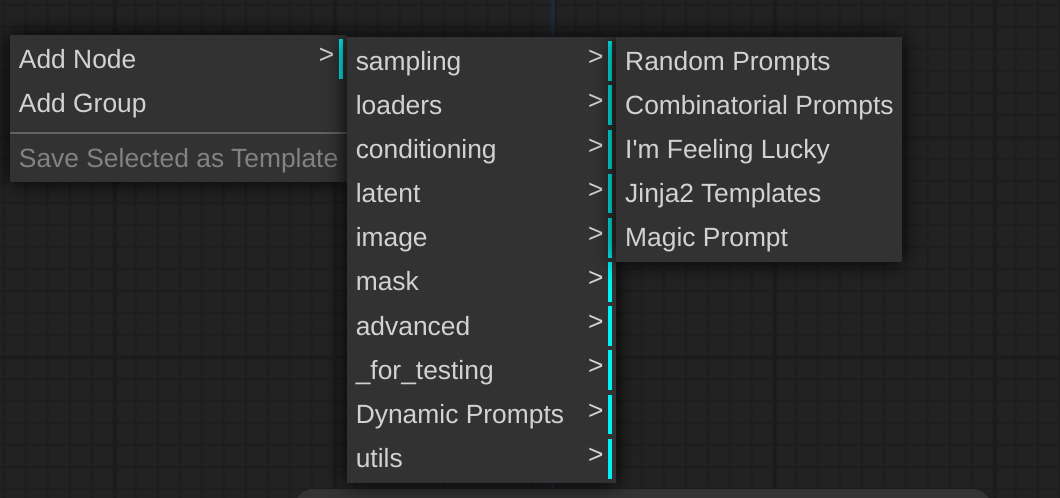 Add Node >
Add Group
Save Selected as Template
sampling >
loaders >
conditioning >
latent >
image >
mask >
advanced >
_for_testing >
Dynamic Prompts >
utils >
Random Prompts
Combinatorial Prompts
I'm Feeling Lucky
Jinja2 Templates
Magic Prompt